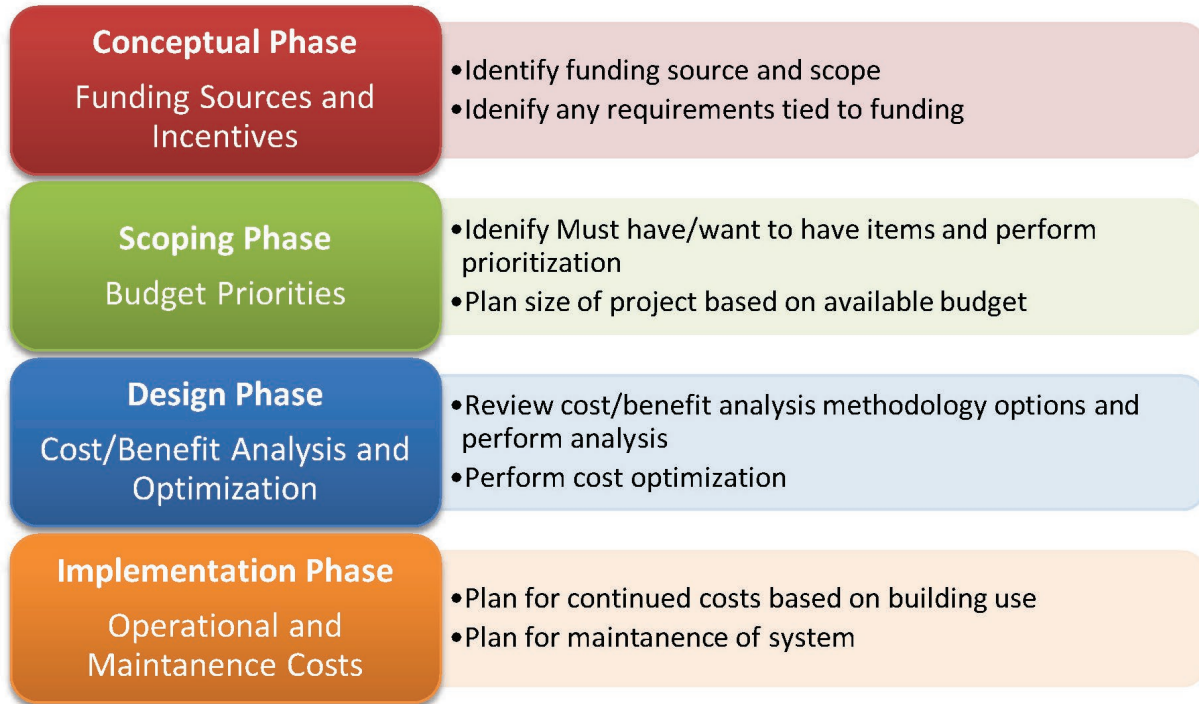 Conceptual Phase
Funding Sources and
Incentives
•Identify funding source and scope
•Identify any requirements tied to funding
Scoping Phase
Budget Priorities
•Idenify Must have/want to have items and perform
prioritization
•Plan size of project based on available budget
Design Phase
Cost/Benefit Analysis and
Optimization
•Review cost/benefit analysis methodology options and
perform analysis
•Perform cost optimization
Implementation Phase
Operational and
Maintanence Costs
•Plan for continued costs based on building use
•Plan for maintanence of system